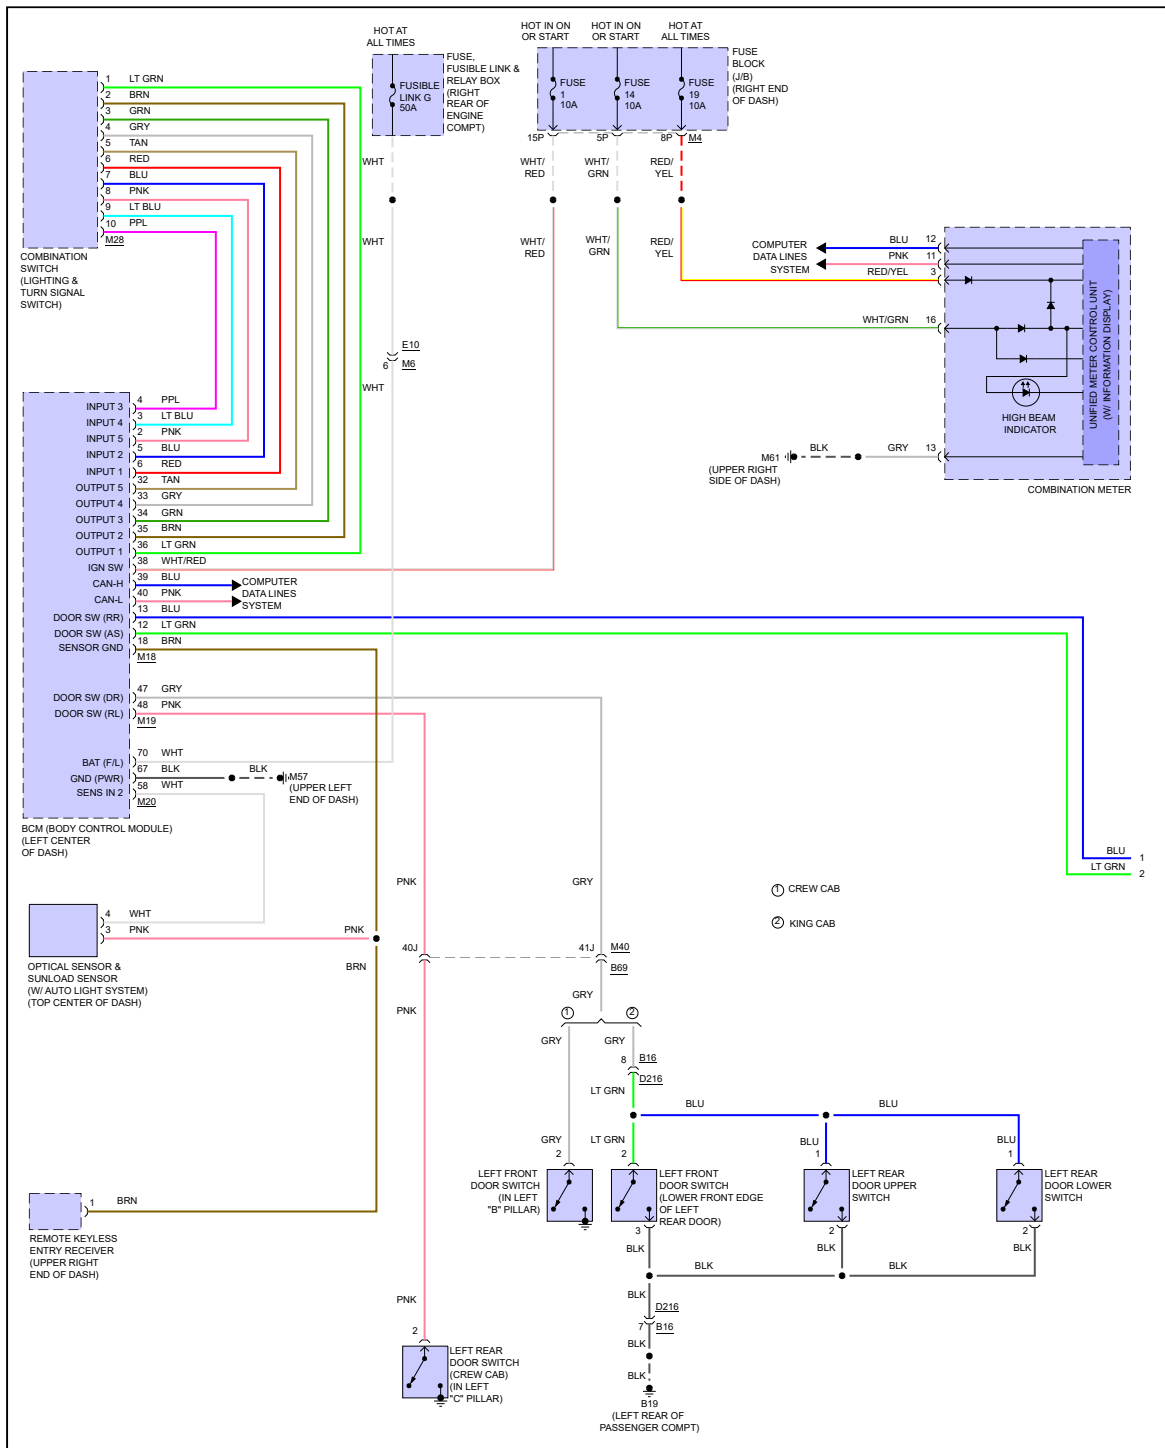 HOT AT
ALL TIMES
HOT IN ON
OR START
HOT IN ON
OR START
HOT AT
ALL TIMES
FUSIBLE
LINK G
50A
FUSE,
FUSIBLE LINK &
RELAY BOX
(RIGHT
REAR OF
ENGINE
COMPT)
FUSE
1
10A
FUSE
14
10A
FUSE
19
10A
FUSE
BLOCK
(J/B)
(RIGHT END
OF DASH)
15P
5P
8P
M4
1 LT GRN
2 BRN
3 GRN
4 GRY
5 TAN
6 RED
7 BLU
8 PNK
9 LT BLU
10 PPL
M28
COMBINATION
SWITCH
(LIGHTING &
TURN SIGNAL
SWITCH)
WHT
WHT/
RED
WHT/
GRN
RED/
YEL
WHT
WHT/
RED
WHT/
GRN
RED/
YEL
COMPUTER
DATA LINES
SYSTEM
BLU 12
PNK 11
RED/YEL 3
WHT/GRN 16
UNIFIED METER CONTROL UNIT
(W/ INFORMATION DISPLAY)
HIGH BEAM
INDICATOR
M61
(UPPER RIGHT
SIDE OF DASH)
BLK
GRY 13
COMBINATION METER
E10
6 M6
WHT
INPUT 3 4 PPL
INPUT 4 3 LT BLU
INPUT 5 2 PNK
INPUT 2 5 BLU
INPUT 1 6 RED
OUTPUT 5 32 TAN
OUTPUT 4 33 GRY
OUTPUT 3 34 GRN
OUTPUT 2 35 BRN
OUTPUT 1 36 LT GRN
IGN SW 38 WHT/RED
CAN-H 39 BLU
CAN-L 40 PNK
COMPUTER
DATA LINES
SYSTEM
DOOR SW (RR) 13 BLU
DOOR SW (AS) 12 LT GRN
SENSOR GND 18 BRN
M18
DOOR SW (DR) 47 GRY
DOOR SW (RL) 48 PNK
M19
BAT (F/L) 70 WHT
GND (PWR) 67 BLK
BLK
M57
(UPPER LEFT
END OF DASH)
SENS IN 2 58 WHT
M20
BCM (BODY CONTROL MODULE)
(LEFT CENTER
OF DASH)
BLU 1
LT GRN 2
PNK
GRY
1 CREW CAB
2 KING CAB
4 WHT
3 PNK
PNK
OPTICAL SENSOR &
SUNLOAD SENSOR
(W/ AUTO LIGHT SYSTEM)
(TOP CENTER OF DASH)
BRN
40J
41J M40
B69
PNK
GRY
1
2
GRY
GRY
8 B16
D216
LT GRN
BLU
BLU
GRY
2
LT GRN
2
BLU
1
BLU
1
LEFT FRONT
DOOR SWITCH
(IN LEFT
"B" PILLAR)
LEFT FRONT
DOOR SWITCH
(LOWER FRONT EDGE
OF LEFT
REAR DOOR)
LEFT REAR
DOOR UPPER
SWITCH
LEFT REAR
DOOR LOWER
SWITCH
3
2
2
BLK
BLK
BLK
BLK
BLK
1 BRN
REMOTE KEYLESS
ENTRY RECEIVER
(UPPER RIGHT
END OF DASH)
BLK
D216
7 B16
BLK
BLK
B19
(LEFT REAR OF
PASSENGER COMPT)
PNK
2
LEFT REAR
DOOR SWITCH
(CREW CAB)
(IN LEFT
"C" PILLAR)